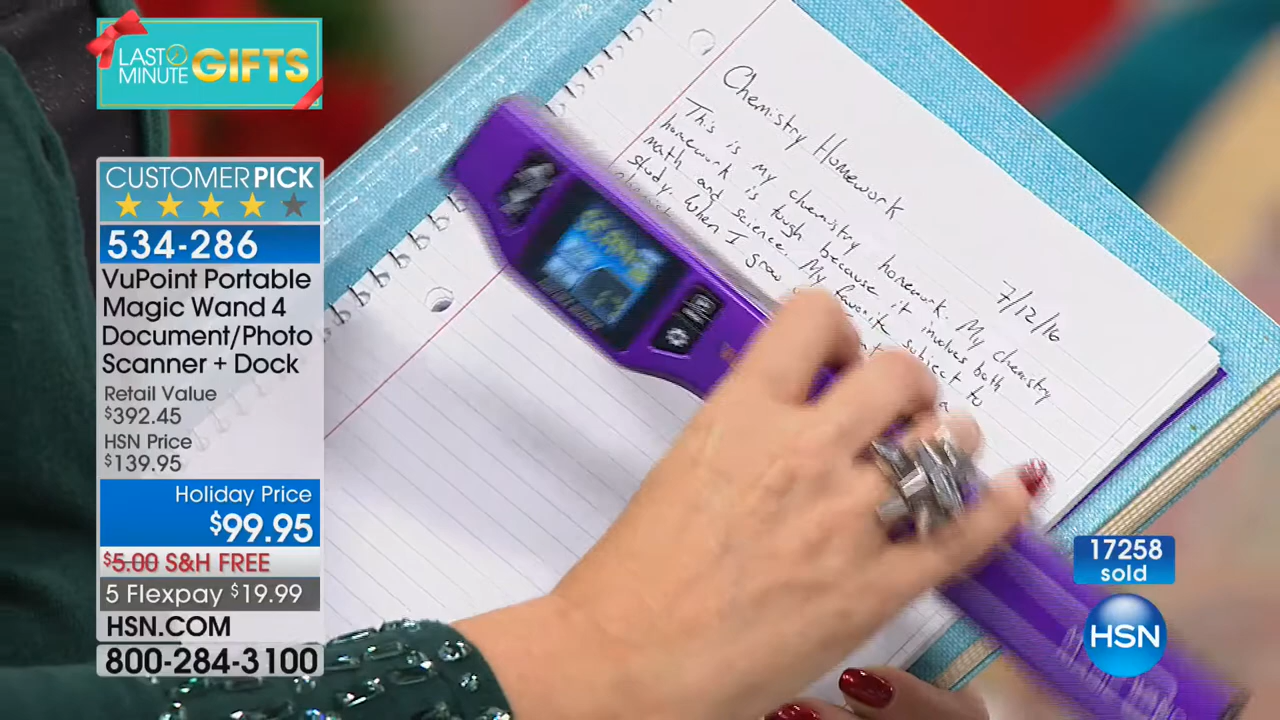 LAST
MINUTE GIFTS
CUSTOMER PICK
534-286
VuPoint Portable
Magic Wand 4
Document/Photo
Scanner + Dock
Retail Value
$392.45
HSN Price
$139.95
Holiday Price
$99.95
$5.00 S&H FREE
5 Flexpay $19.99
HSN.COM
800-284-3100
Chemistry Homework
7/12/16
This is my chemistry homework. My chemistry
homework is tough because it involves both
math and science. My favorite subject to
study. When I grow
a
17258
sold
HSN